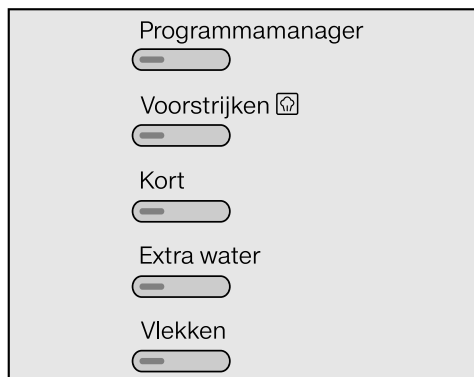 Programmamanager
Voorstrijken
Kort
Extra water
Vlekken